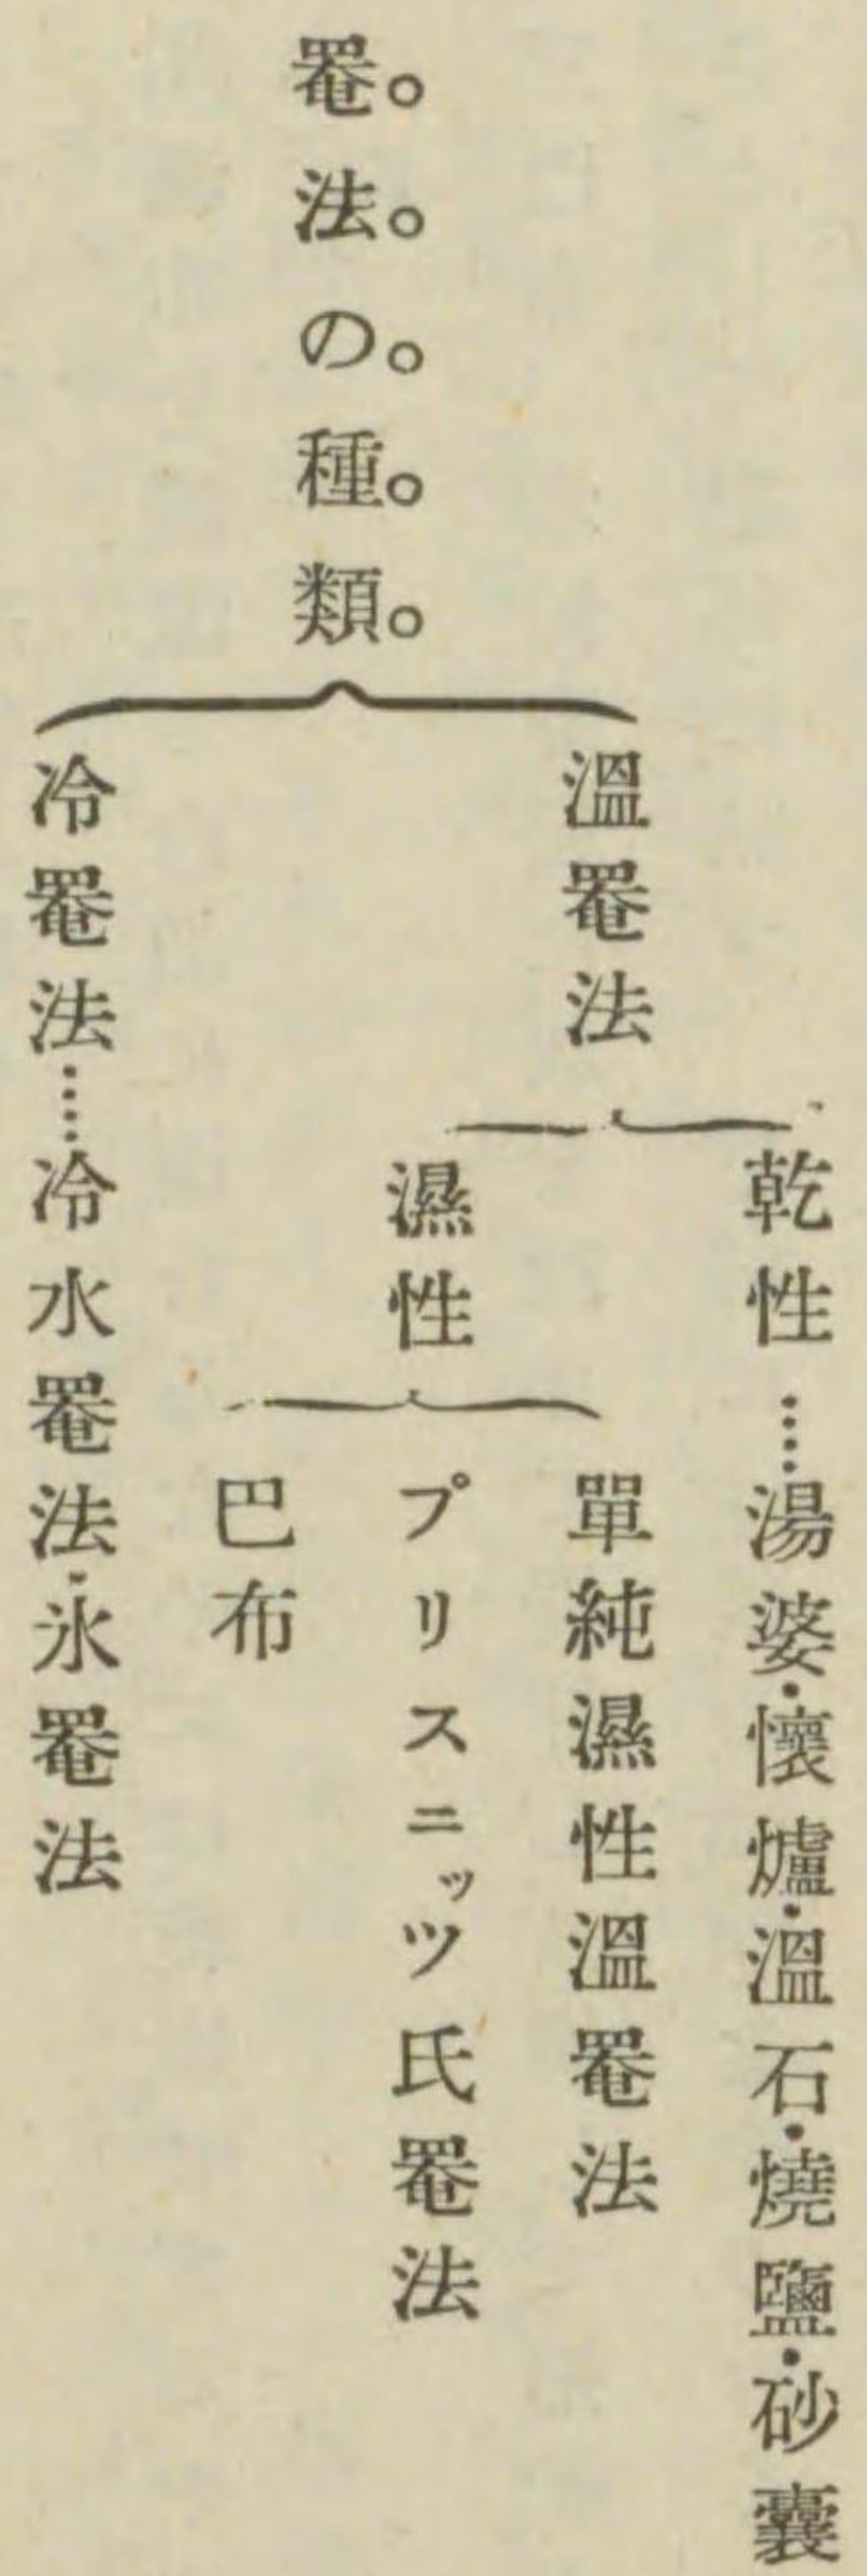 罨法の種類
溫罨法
乾性……湯婆・懷爐・溫石・燒鹽・砂囊
濕性
單純濕性溫罨法
プリスニッツ氏罨法
巴布
冷罨法……冷水罨法・氷罨法